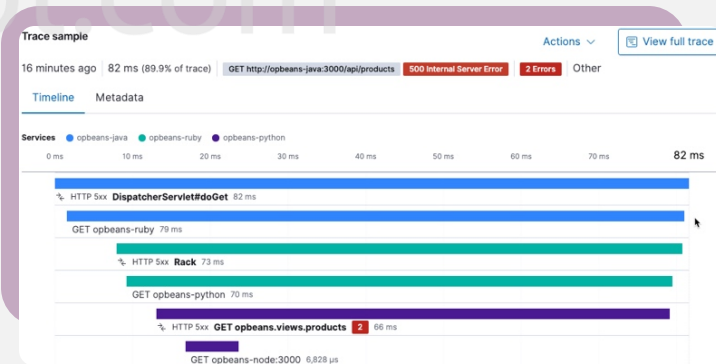 Trace sample
Actions View full trace
16 minutes ago 82 ms (89.9% of trace) GET http://opbeans-java:3000/api/products 500 Internal Server Error 2 Errors Other
Timeline Metadata
Services opbeans-java opbeans-ruby opbeans-python
0 ms 10 ms 20 ms 30 ms 40 ms 50 ms 60 ms 70 ms 82 ms
HTTP 5xx DispatcherServlet#doGet 82 ms
GET opbeans-ruby 79 ms
HTTP 5xx Rack 73 ms
GET opbeans-python 70 ms
HTTP 5xx GET opbeans.views.products 2 66 ms
GET opbeans-node:3000 6,828 µs